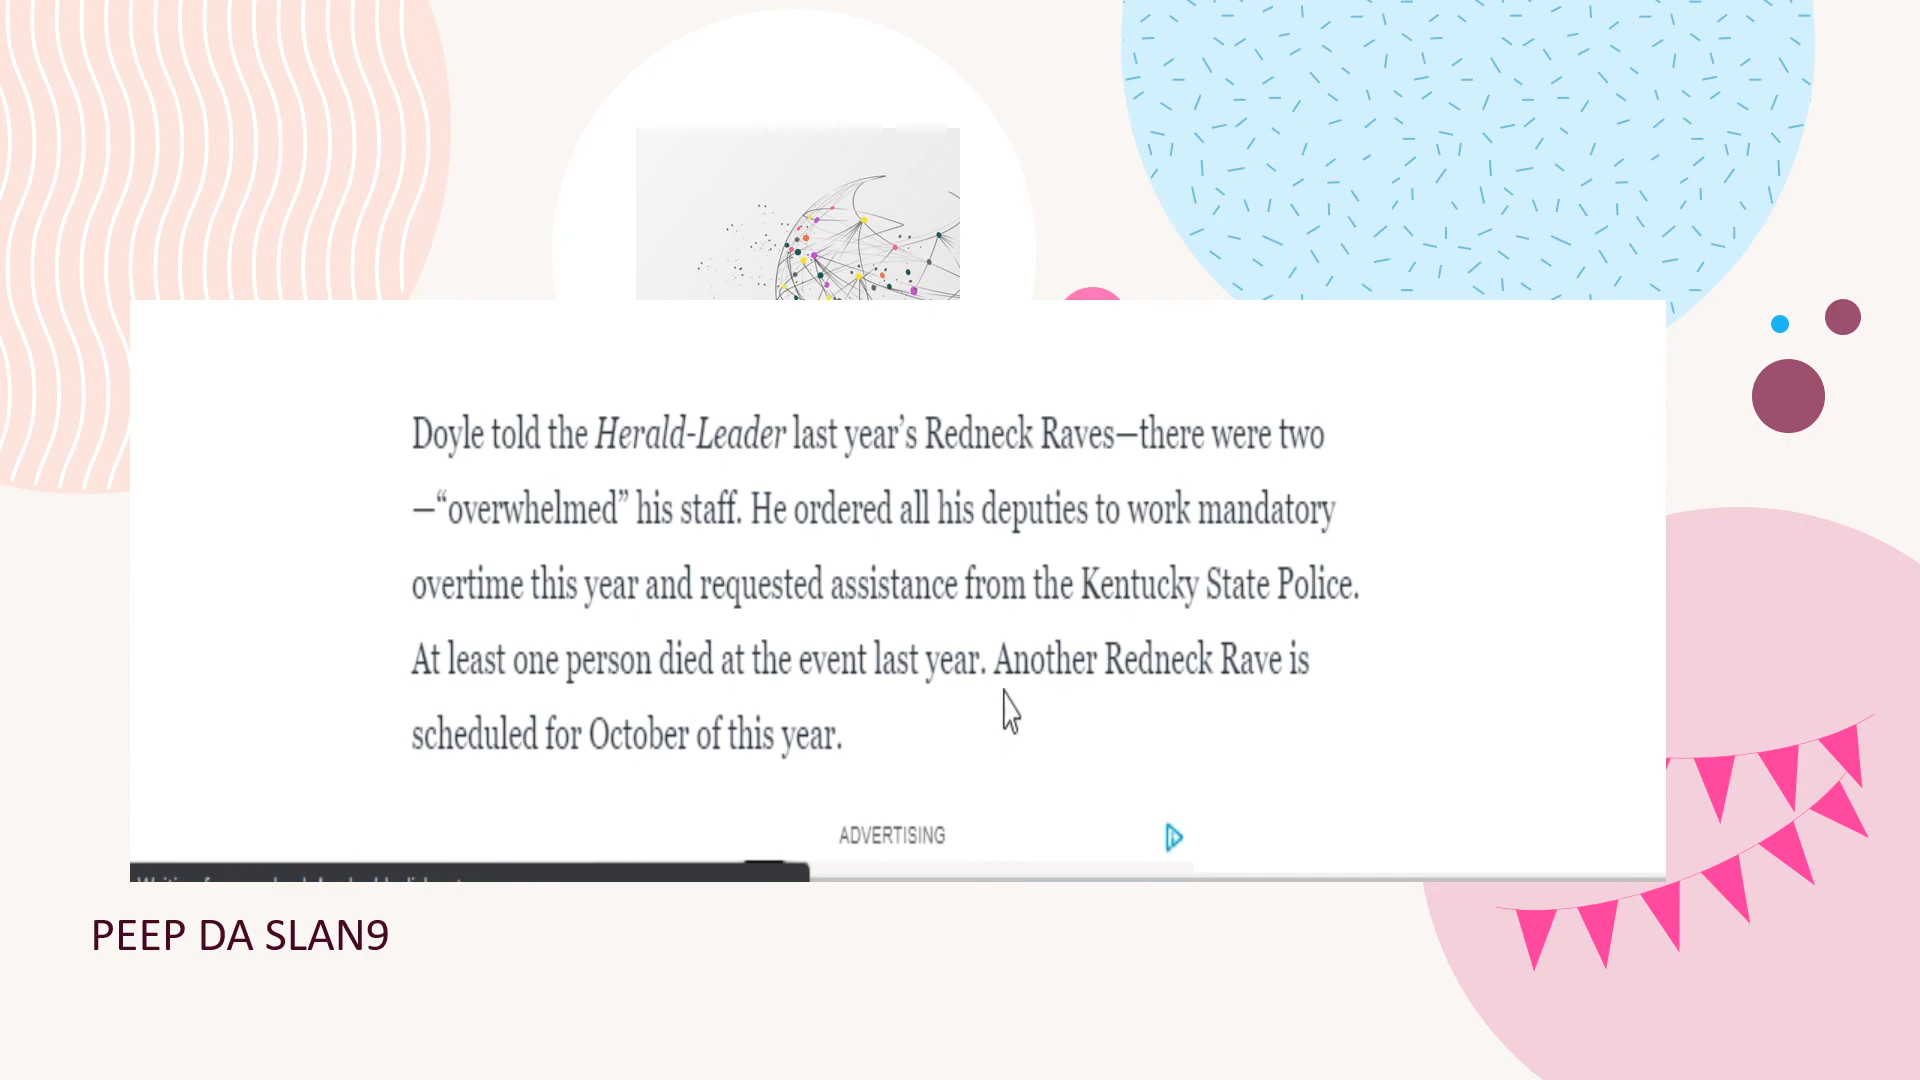 Doyle told the Herald-Leader last year’s Redneck Raves—there were two
—“overwhelmed” his staff. He ordered all his deputies to work mandatory
overtime this year and requested assistance from the Kentucky State Police.
At least one person died at the event last year. Another Redneck Rave is
scheduled for October of this year.
ADVERTISING
PEEP DA SLAN9